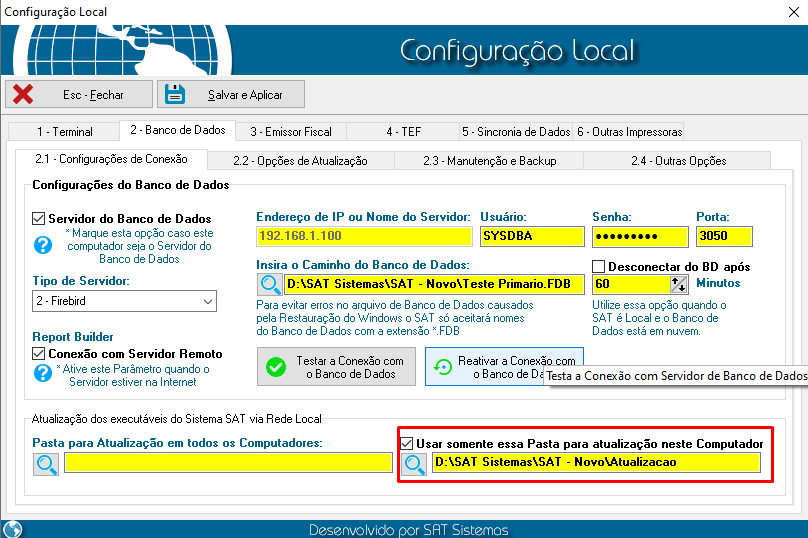 Configuração Local
Configuração Local
Esc - Fechar
Salvar e Aplicar
1 - Terminal
2 - Banco de Dados
3 - Emissor Fiscal
4 - TEF
5 - Sincronia de Dados
6 - Outras Impressoras
2.1 - Configurações de Conexão
2.2 - Opções de Atualização
2.3 - Manutenção e Backup
2.4 - Outras Opções
Configurações do Banco de Dados
Servidor do Banco de Dados
* Marque esta opção caso este
computador seja o Servidor do
Banco de Dados
Endereço de IP ou Nome do Servidor:
192.168.1.100
Usuário:
SYSDBA
Senha:
●●●●●●●●●
Porta:
3050
Tipo de Servidor:
2 - Firebird
Insira o Caminho do Banco de Dados:
D:\SAT Sistemas\SAT - Novo\Teste Primario.FDB
Para evitar erros no arquivo de Banco de Dados causados
pela Restauração do Windows o SAT só aceitará nomes
do Banco de Dados com a extensão *.FDB
Desconectar do BD após
60
Minutos
Utilize essa opção quando o
SAT é Local e o Banco de
Dados está em nuvem.
Report Builder
Conexão com Servidor Remoto
* Ative este Parâmetro quando o
Servidor estiver na Internet
Testar a Conexão com
o Banco de Dados
Reativar a Conexão com
o Banco de Da
Testa a Conexão com Servidor de Banco de Dados
Atualização dos executáveis do Sistema SAT via Rede Local
Pasta para Atualização em todos os Computadores:
Usar somente essa Pasta para atualização neste Computador
D:\SAT Sistemas\SAT - Novo\Atualizacao
Desenvolvido por SAT Sistemas